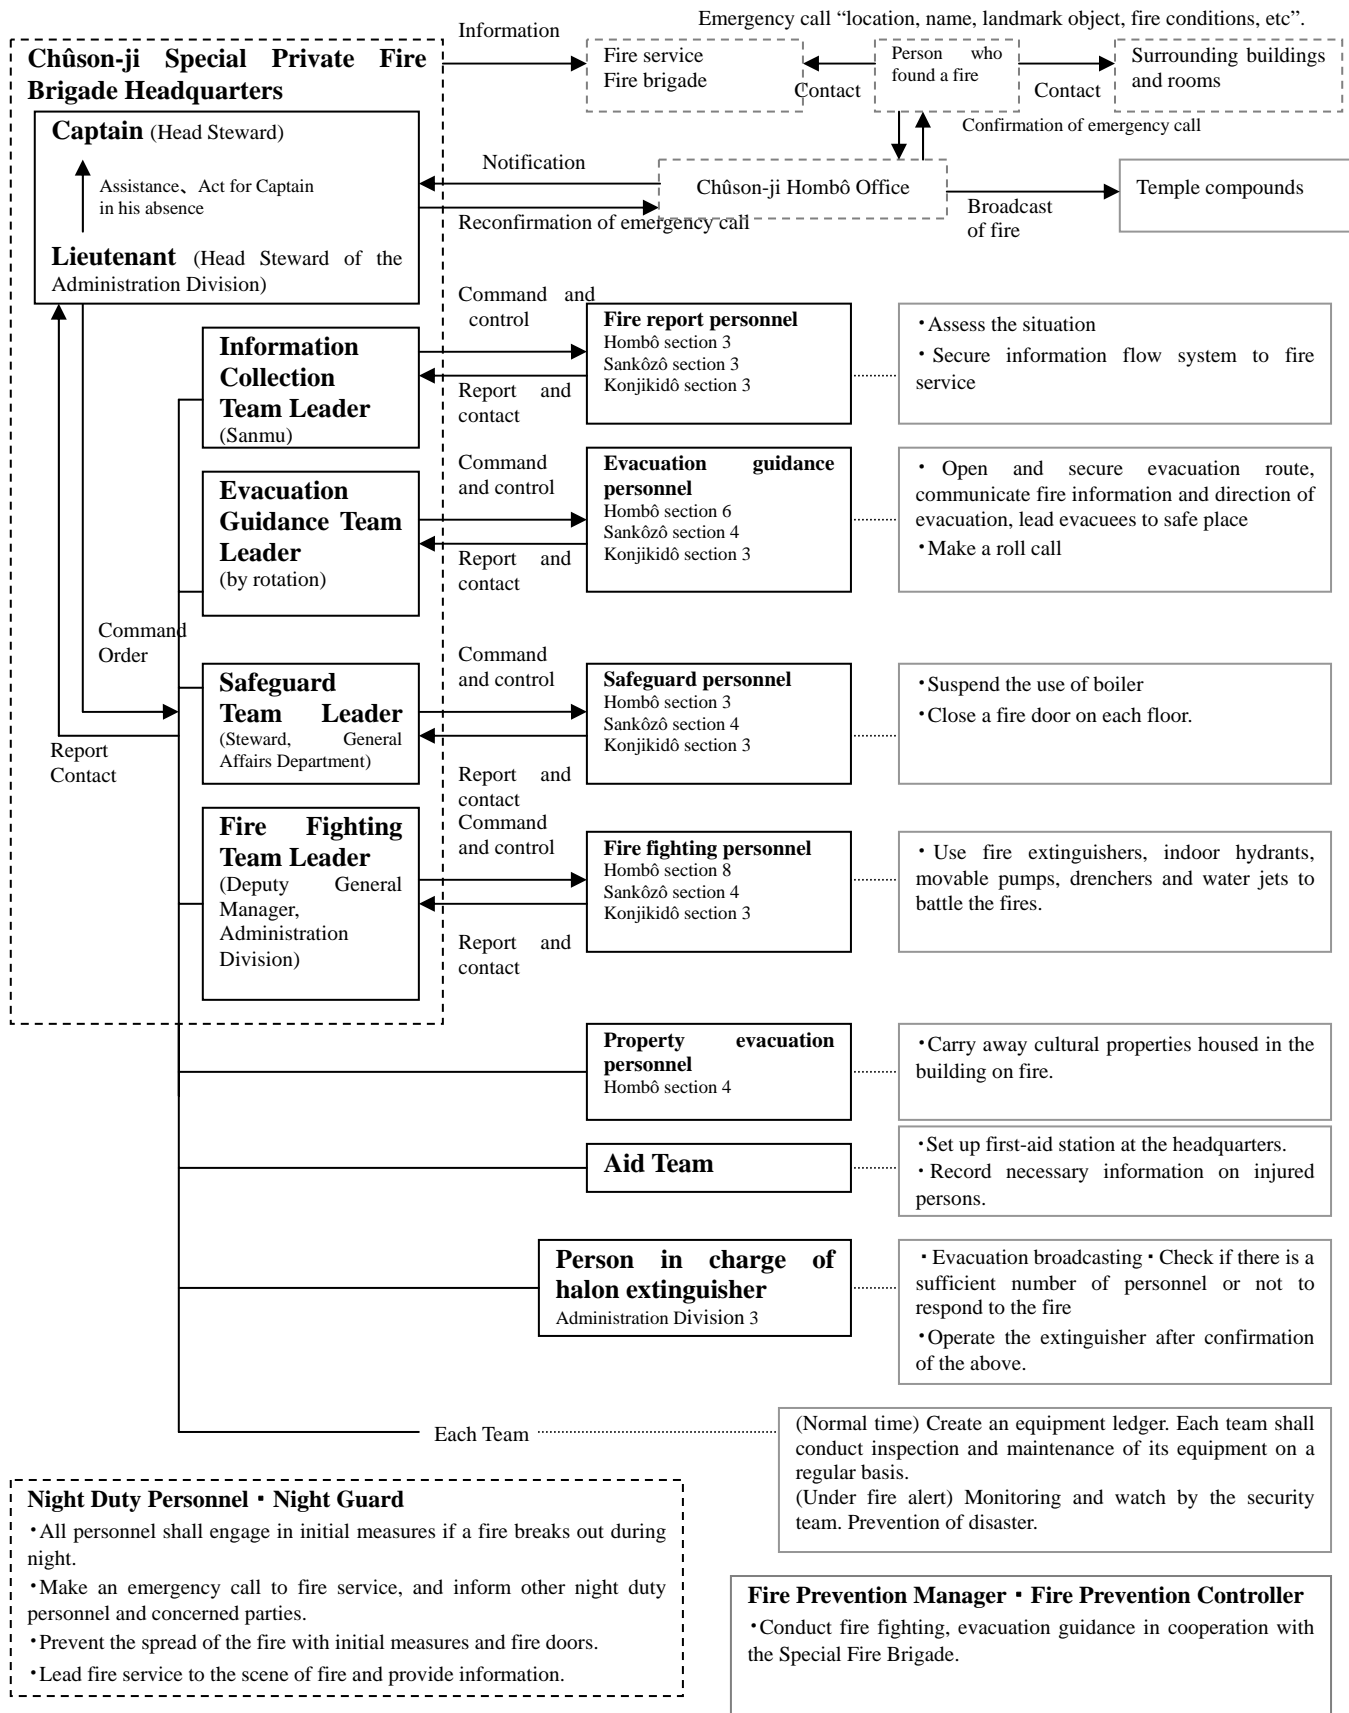 Emergency call “location, name, landmark object, fire conditions, etc”.
Information
Chûson-ji Special Private Fire
Brigade Headquarters
Fire service
Fire brigade
Contact
Person who
found a fire
Contact
Surrounding buildings
and rooms
Captain (Head Steward)
Assistance、Act for Captain
in his absence
Lieutenant (Head Steward of the
Administration Division)
Confirmation of emergency call
Notification
Reconfirmation of emergency call
Chûson-ji Hombô Office
Broadcast
of fire
Temple compounds
Command and
control
Report and
contact
Information
Collection
Team Leader
(Sanmu)
Fire report personnel
Hombô section 3
Sankôzô section 3
Konjikidô section 3
・Assess the situation
・Secure information flow system to fire
service
Evacuation
Guidance Team
Leader
(by rotation)
Command
and control
Report and
contact
Evacuation guidance
personnel
Hombô section 6
Sankôzô section 4
Konjikidô section 3
・Open and secure evacuation route,
communicate fire information and direction of
evacuation, lead evacuees to safe place
・Make a roll call
Command
Order
Report
Contact
Safeguard
Team Leader
(Steward, General
Affairs Department)
Command
and control
Report and
contact
Safeguard personnel
Hombô section 3
Sankôzô section 4
Konjikidô section 3
・Suspend the use of boiler
・Close a fire door on each floor.
Fire Fighting
Team Leader
(Deputy General
Manager,
Administration
Division)
Command
and control
Report and
contact
Fire fighting personnel
Hombô section 8
Sankôzô section 4
Konjikidô section 3
・Use fire extinguishers, indoor hydrants,
movable pumps, drenchers and water jets to
battle the fires.
Property evacuation
personnel
Hombô section 4
・Carry away cultural properties housed in the
building on fire.
Aid Team
・Set up first-aid station at the headquarters.
・Record necessary information on injured
persons.
Person in charge of
halon extinguisher
Administration Division 3
・Evacuation broadcasting・Check if there is a
sufficient number of personnel or not to
respond to the fire
・Operate the extinguisher after confirmation
of the above.
Each Team
(Normal time) Create an equipment ledger. Each team shall
conduct inspection and maintenance of its equipment on a
regular basis.
(Under fire alert) Monitoring and watch by the security
team. Prevention of disaster.
Night Duty Personnel・Night Guard
・All personnel shall engage in initial measures if a fire breaks out during
night.
・Make an emergency call to fire service, and inform other night duty
personnel and concerned parties.
・Prevent the spread of the fire with initial measures and fire doors.
・Lead fire service to the scene of fire and provide information.
Fire Prevention Manager・Fire Prevention Controller
・Conduct fire fighting, evacuation guidance in cooperation with
the Special Fire Brigade.